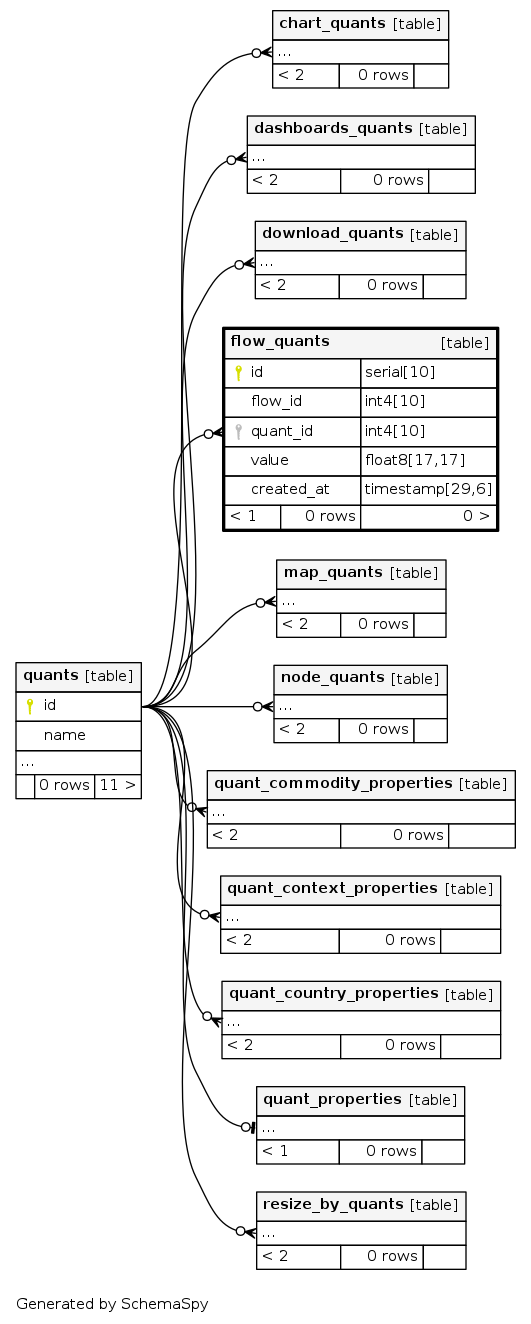 chart_quants [table]
...
< 2 0 rows
dashboards_quants [table]
...
< 2 0 rows
download_quants [table]
...
< 2 0 rows
flow_quants [table]
id serial[10]
flow_id int4[10]
quant_id int4[10]
value float8[17,17]
created_at timestamp[29,6]
< 1 0 rows 0 >
map_quants [table]
...
< 2 0 rows
quants [table]
id
name
...
0 rows 11 >
node_quants [table]
...
< 2 0 rows
quant_commodity_properties [table]
...
< 2 0 rows
quant_context_properties [table]
...
< 2 0 rows
quant_country_properties [table]
...
< 2 0 rows
quant_properties [table]
...
< 1 0 rows
resize_by_quants [table]
...
< 2 0 rows
Generated by SchemaSpy